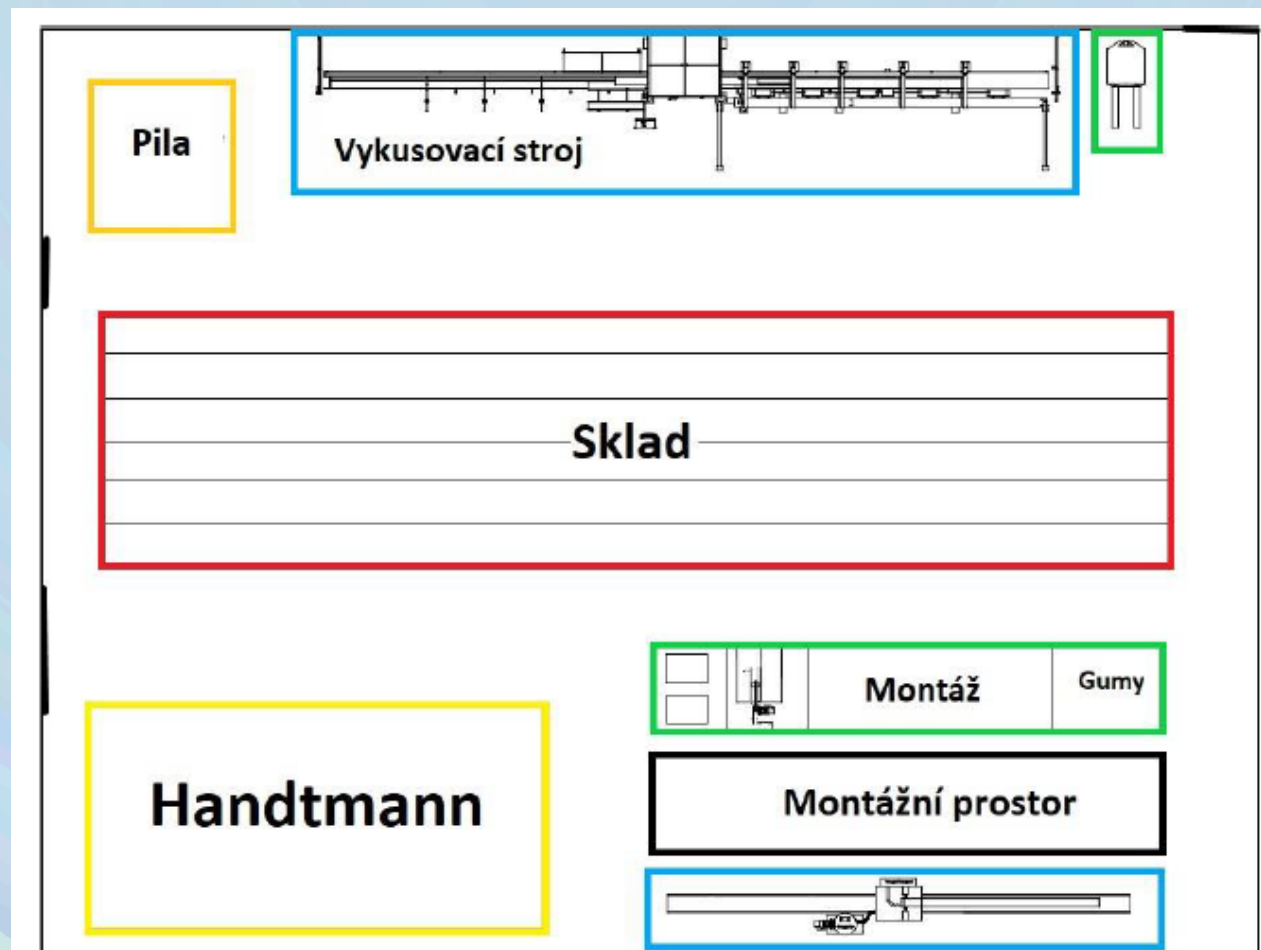 Pila
Vykusovací stroj
Sklad
Montáž
Gumy
Handtmann
Montážní prostor